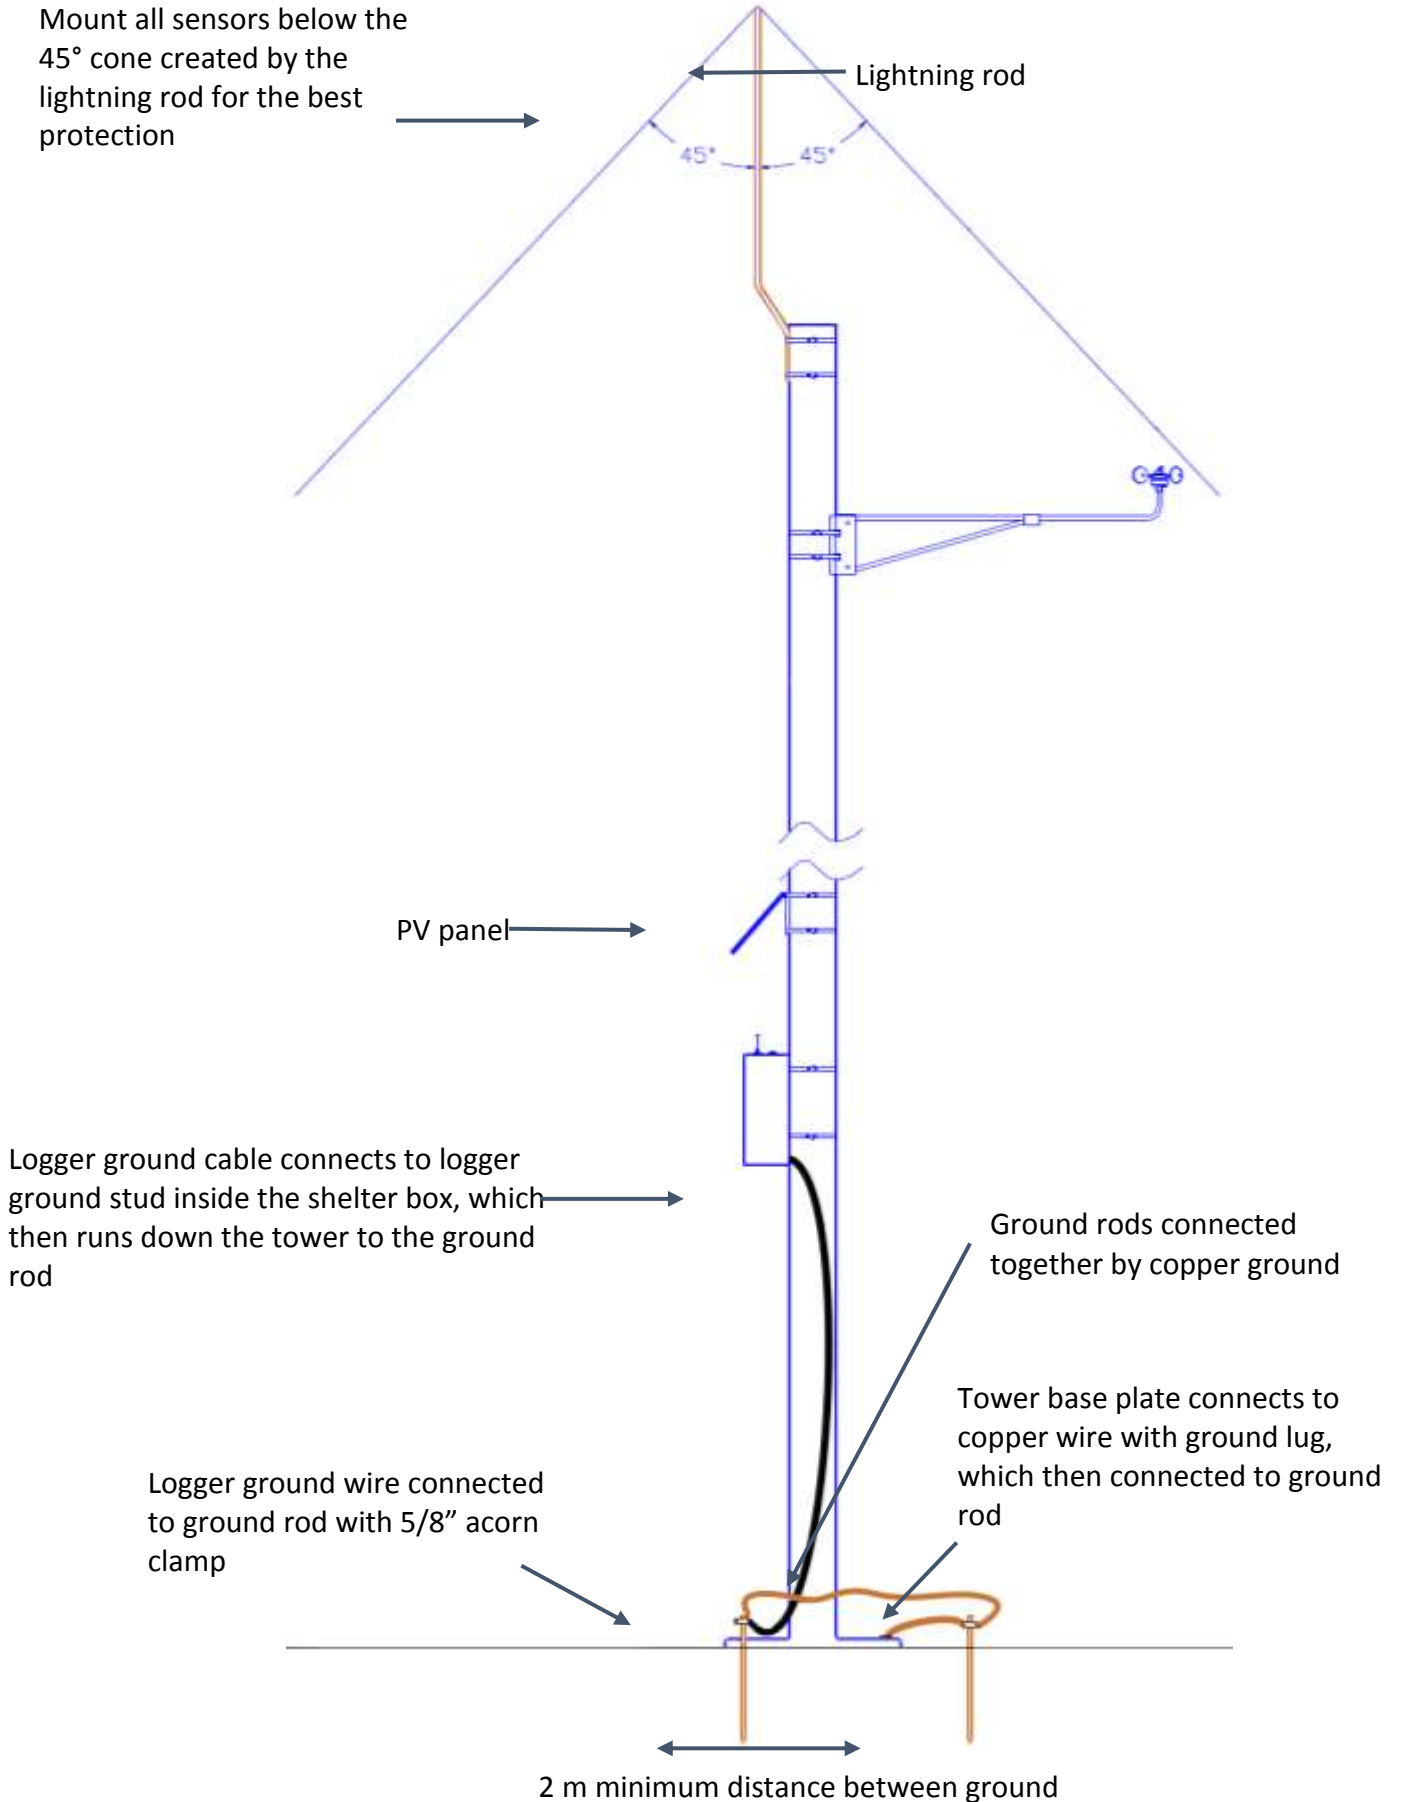 Mount all sensors below the
45° cone created by the
lightning rod for the best
protection
Lightning rod
45°
45°
PV panel
Logger ground cable connects to logger
ground stud inside the shelter box, which
then runs down the tower to the ground
rod
Ground rods connected
together by copper ground
Tower base plate connects to
copper wire with ground lug,
which then connected to ground
rod
Logger ground wire connected
to ground rod with 5/8” acorn
clamp
2 m minimum distance between ground